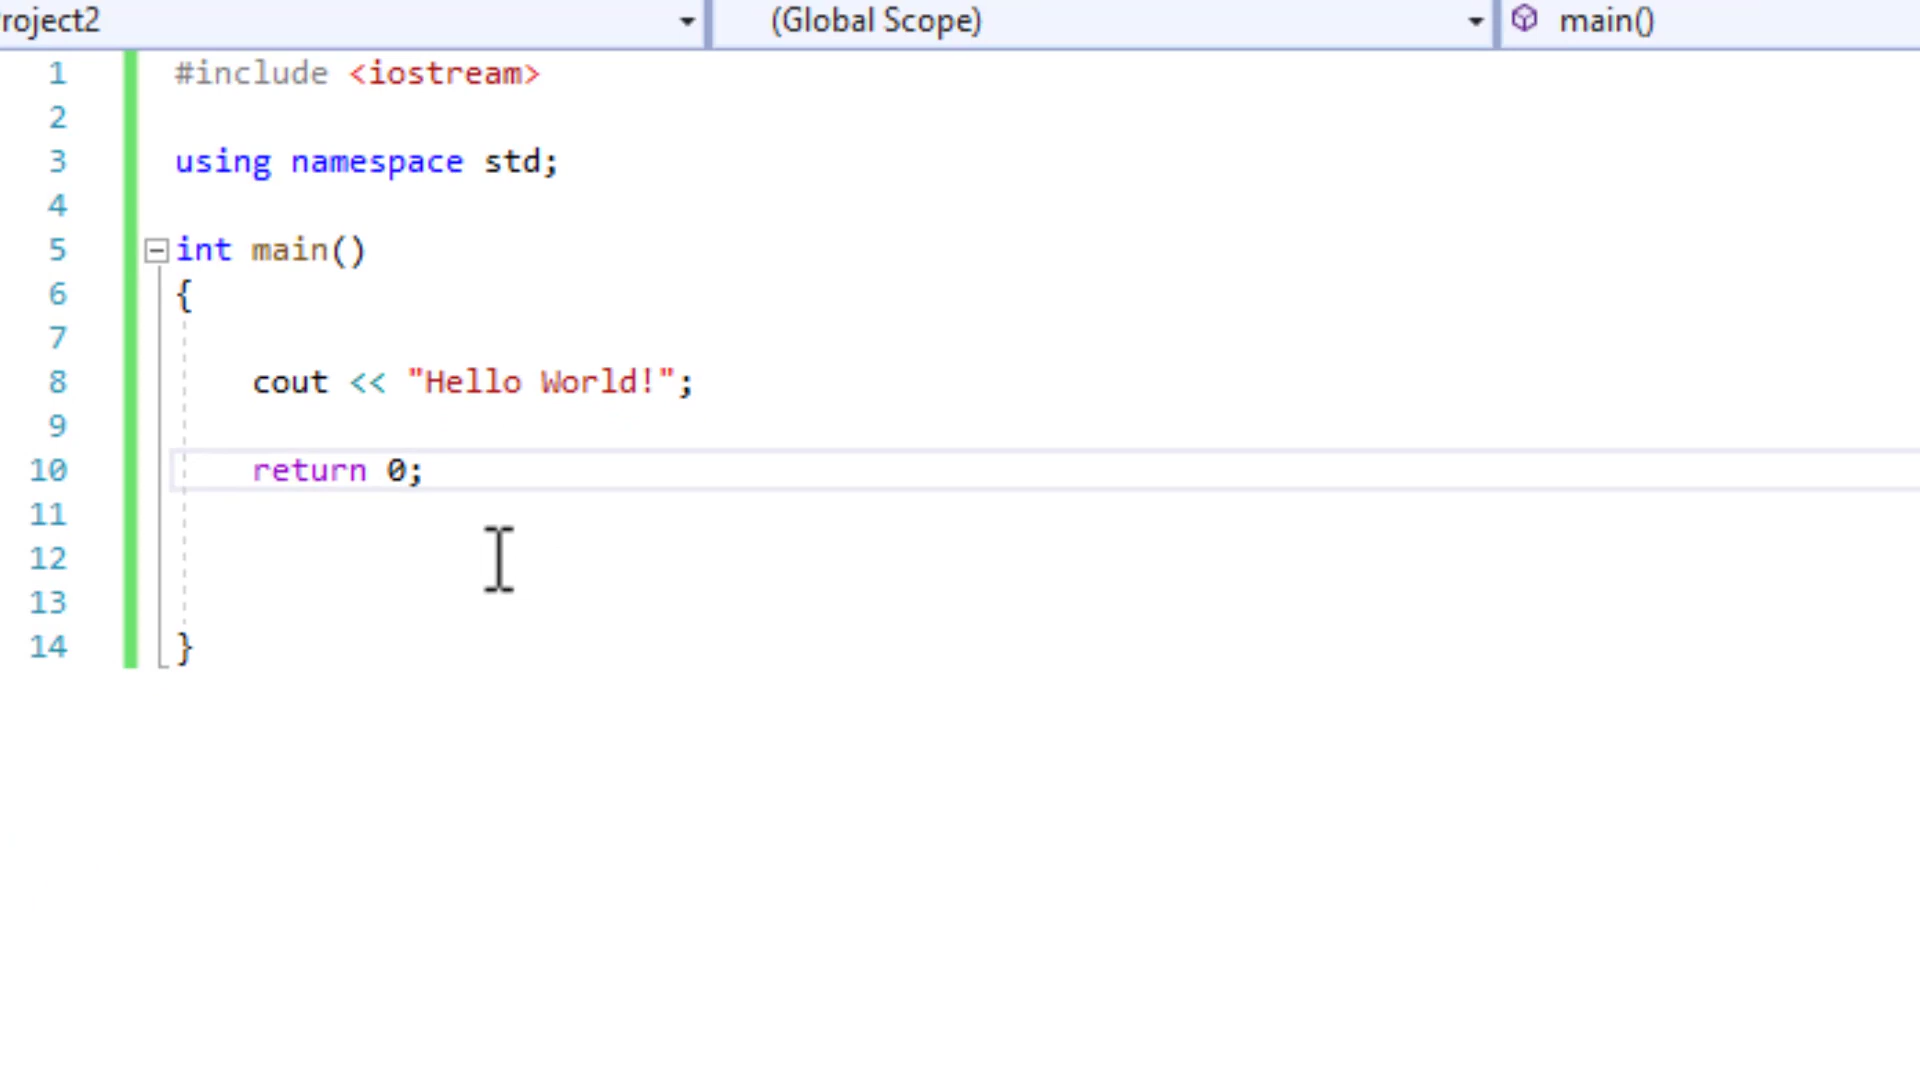 roject2 (Global Scope) main()
1 #include <iostream>
2
3 using namespace std;
4
5 int main()
6 {
7
8 cout << "Hello World!";
9
10 return 0;
11
12
13
14 }